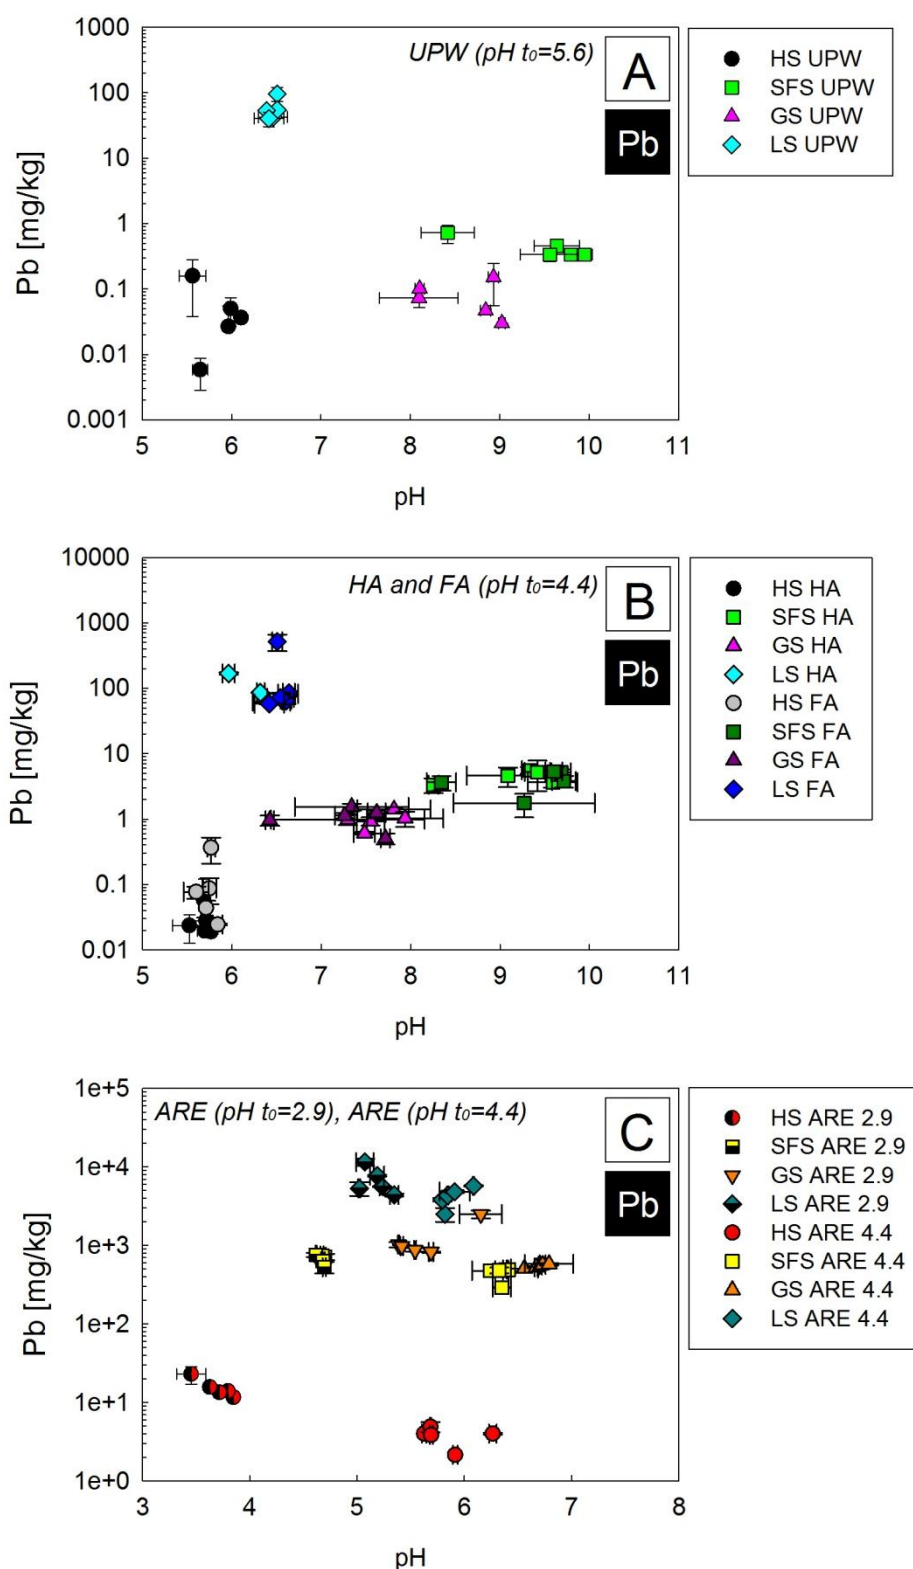 UPW (pH t0=5.6)
A
Pb
Pb [mg/kg]
1000
100
10
1
0.1
0.01
0.001
5 6 7 8 9 10 11
pH
HS UPW
SFS UPW
GS UPW
LS UPW
HA and FA (pH t0=4.4)
B
Pb
Pb [mg/kg]
10000
1000
100
10
1
0.1
0.01
5 6 7 8 9 10 11
pH
HS HA
SFS HA
GS HA
LS HA
HS FA
SFS FA
GS FA
LS FA
ARE (pH t0=2.9), ARE (pH t0=4.4)
C
Pb
Pb [mg/kg]
1e+5
1e+4
1e+3
1e+2
1e+1
1e+0
3 4 5 6 7 8
pH
HS ARE 2.9
SFS ARE 2.9
GS ARE 2.9
LS ARE 2.9
HS ARE 4.4
SFS ARE 4.4
GS ARE 4.4
LS ARE 4.4